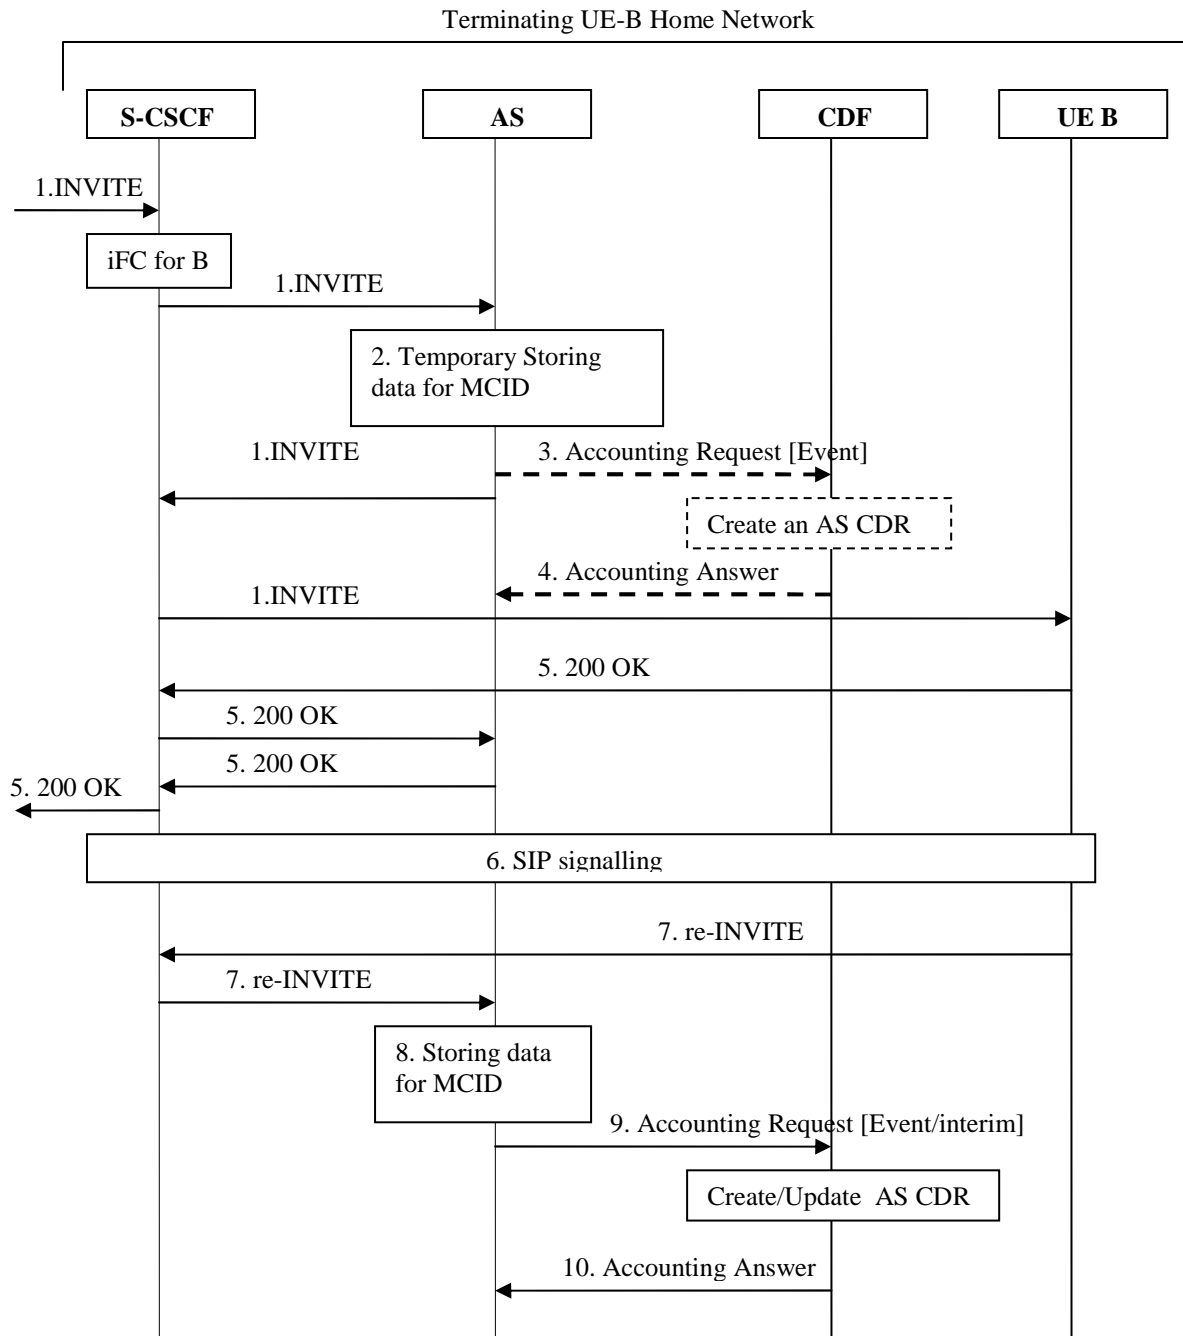 Terminating UE-B Home Network
S-CSCF
AS
CDF
UE B
1.INVITE
iFC for B
1.INVITE
2. Temporary Storing
data for MCID
1.INVITE
3. Accounting Request [Event]
Create an AS CDR
4. Accounting Answer
1.INVITE
5. 200 OK
5. 200 OK
5. 200 OK
5. 200 OK
6. SIP signalling
7. re-INVITE
7. re-INVITE
8. Storing data
for MCID
9. Accounting Request [Event/interim]
Create/Update AS CDR
10. Accounting Answer